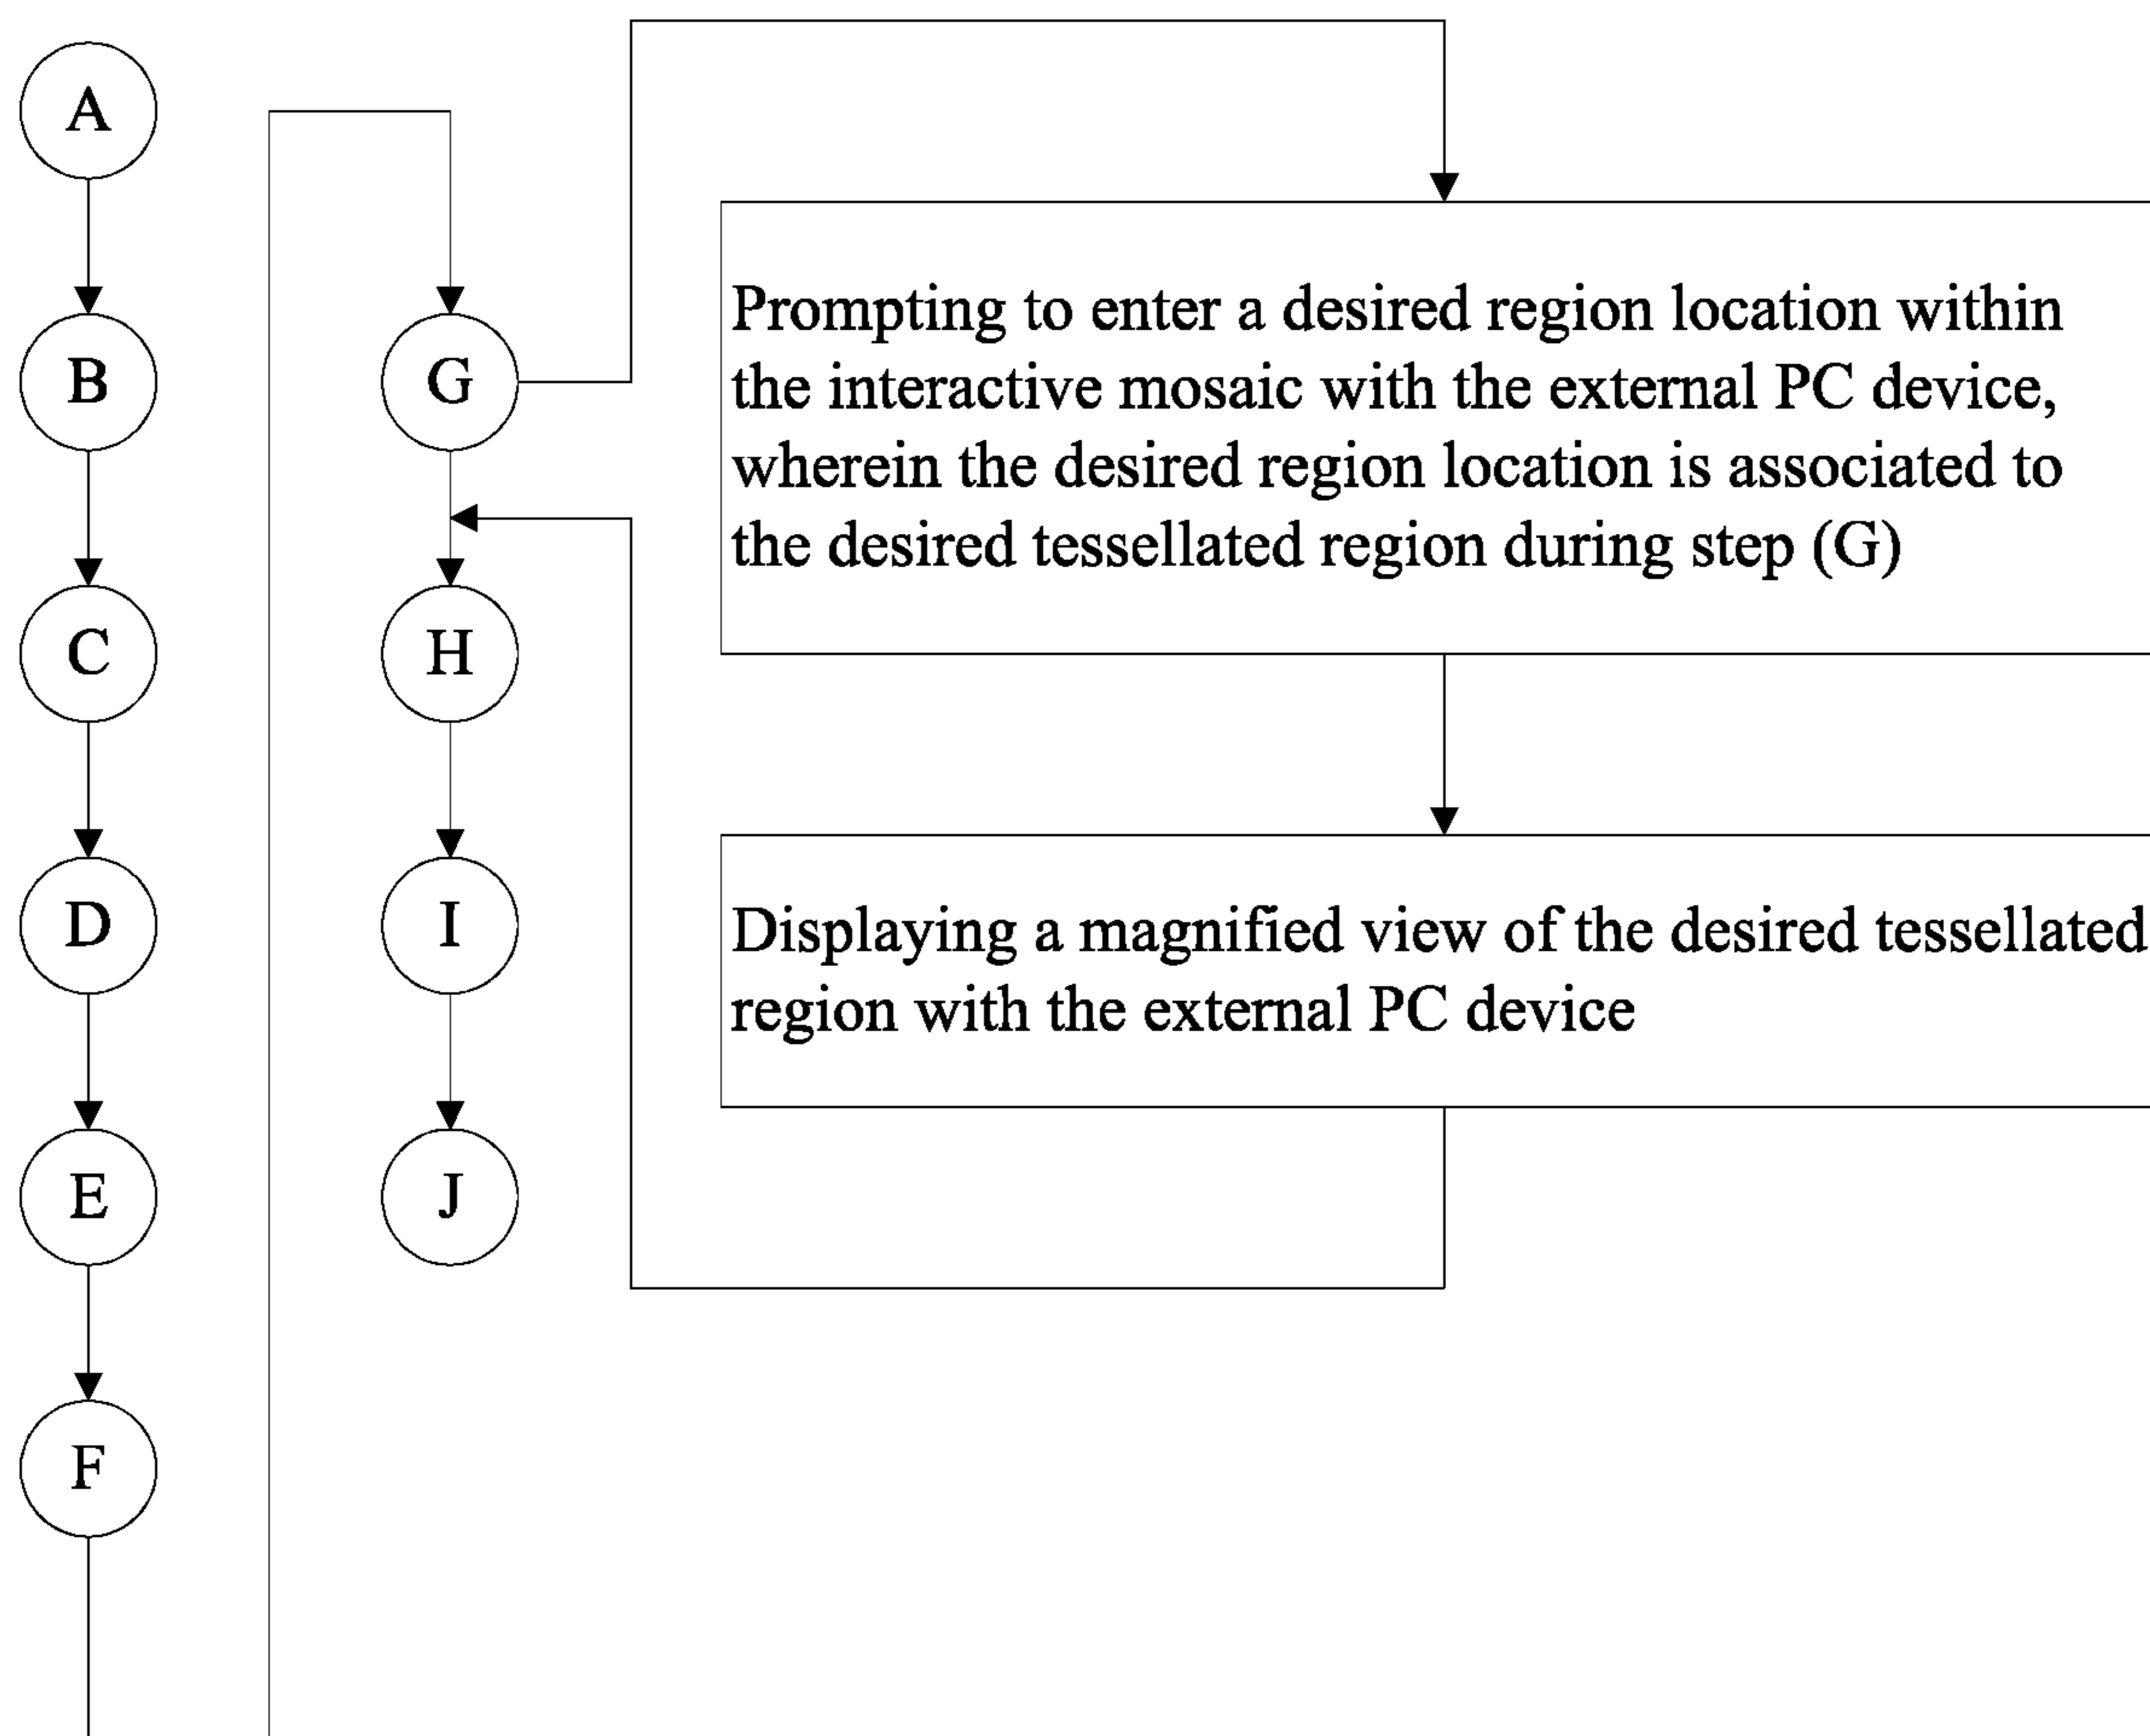 A
B
C
D
E
F
G
H
I
J
Prompting to enter a desired region location within
the interactive mosaic with the external PC device,
wherein the desired region location is associated to
the desired tessellated region during step (G)
Displaying a magnified view of the desired tessellated
region with the external PC device